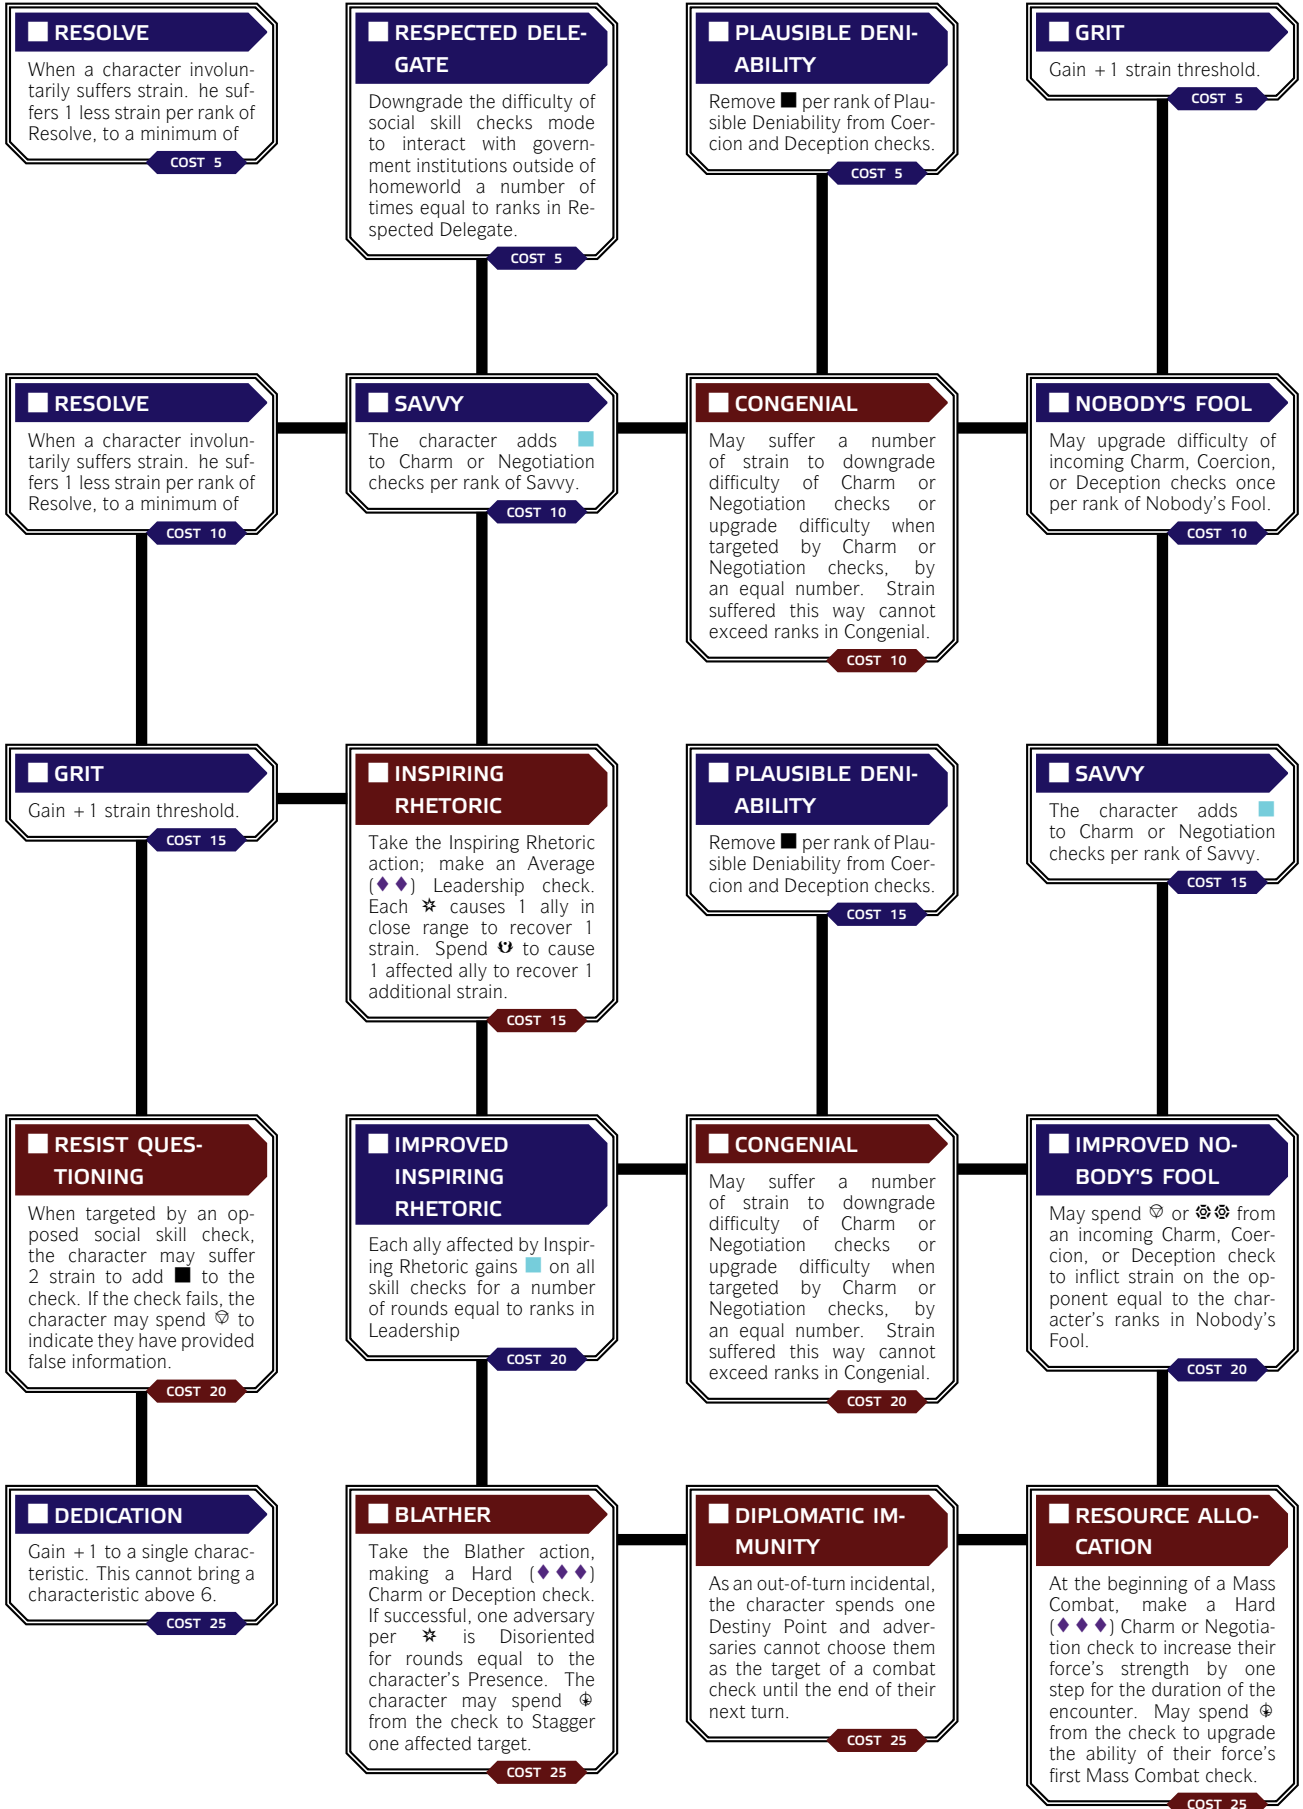 RESOLVE
When a character involun-
tarily suffers strain. he suf-
fers 1 less strain per rank of
Resolve, to a minimum of
COST 5
RESPECTED DELE-
GATE
Downgrade the difficulty of
social skill checks mode
to interact with govern-
ment institutions outside of
homeworld a number of
times equal to ranks in Re-
spected Delegate.
COST 5
PLAUSIBLE DENI-
ABILITY
Remove ■ per rank of Plau-
sible Deniability from Coer-
cion and Deception checks.
COST 5
GRIT
Gain +1 strain threshold.
COST 5
RESOLVE
When a character involun-
tarily suffers strain. he suf-
fers 1 less strain per rank of
Resolve, to a minimum of
COST 10
SAVVY
The character adds ■
to Charm or Negotiation
checks per rank of Savvy.
COST 10
CONGENIAL
May suffer a number
of strain to downgrade
difficulty of Charm or
Negotiation checks or
upgrade difficulty when
targeted by Charm or
Negotiation checks, by
an equal number. Strain
suffered this way cannot
exceed ranks in Congenial.
COST 10
NOBODY'S FOOL
May upgrade difficulty of
incoming Charm, Coercion,
or Deception checks once
per rank of Nobody's Fool.
COST 10
GRIT
Gain +1 strain threshold.
COST 15
INSPIRING
RHETORIC
Take the Inspiring Rhetoric
action; make an Average
(♦♦) Leadership check.
Each causes 1 ally in
close range to recover 1
strain. Spend to cause
1 affected ally to recover 1
additional strain.
COST 15
PLAUSIBLE DENI-
ABILITY
Remove ■ per rank of Plau-
sible Deniability from Coer-
cion and Deception checks.
COST 15
SAVVY
The character adds ■
to Charm or Negotiation
checks per rank of Savvy.
COST 15
RESIST QUES-
TIONING
When targeted by an op-
posed social skill check,
the character may suffer
2 strain to add ■ to the
check. If the check fails, the
character may spend to
indicate they have provided
false information.
COST 20
IMPROVED
INSPIRING
RHETORIC
Each ally affected by Inspir-
ing Rhetoric gains ■ on all
skill checks for a number
of rounds equal to ranks in
Leadership
COST 20
CONGENIAL
May suffer a number
of strain to downgrade
difficulty of Charm or
Negotiation checks or
upgrade difficulty when
targeted by Charm or
Negotiation checks, by
an equal number. Strain
suffered this way cannot
exceed ranks in Congenial.
COST 20
IMPROVED NO-
BODY'S FOOL
May spend or from
an incoming Charm, Coer-
cion, or Deception check
to inflict strain on the op-
ponent equal to the char-
acter's ranks in Nobody's
Fool.
COST 20
DEDICATION
Gain +1 to a single charac-
teristic. This cannot bring a
characteristic above 6.
COST 25
BLATHER
Take the Blather action,
making a Hard (♦♦♦)
Charm or Deception check.
If successful, one adversary
per is Disoriented
for rounds equal to the
character's Presence. The
character may spend
from the check to Stagger
one affected target.
COST 25
DIPLOMATIC IM-
MUNITY
As an out-of-turn incidental,
the character spends one
Destiny Point and adver-
saries cannot choose them
as the target of a combat
check until the end of their
next turn.
COST 25
RESOURCE ALLO-
CATION
At the beginning of a Mass
Combat, make a Hard
(♦♦♦) Charm or Negotia-
tion check to increase their
force's strength by one
step for the duration of the
encounter. May spend
from the check to upgrade
the ability of their force's
first Mass Combat check.
COST 25